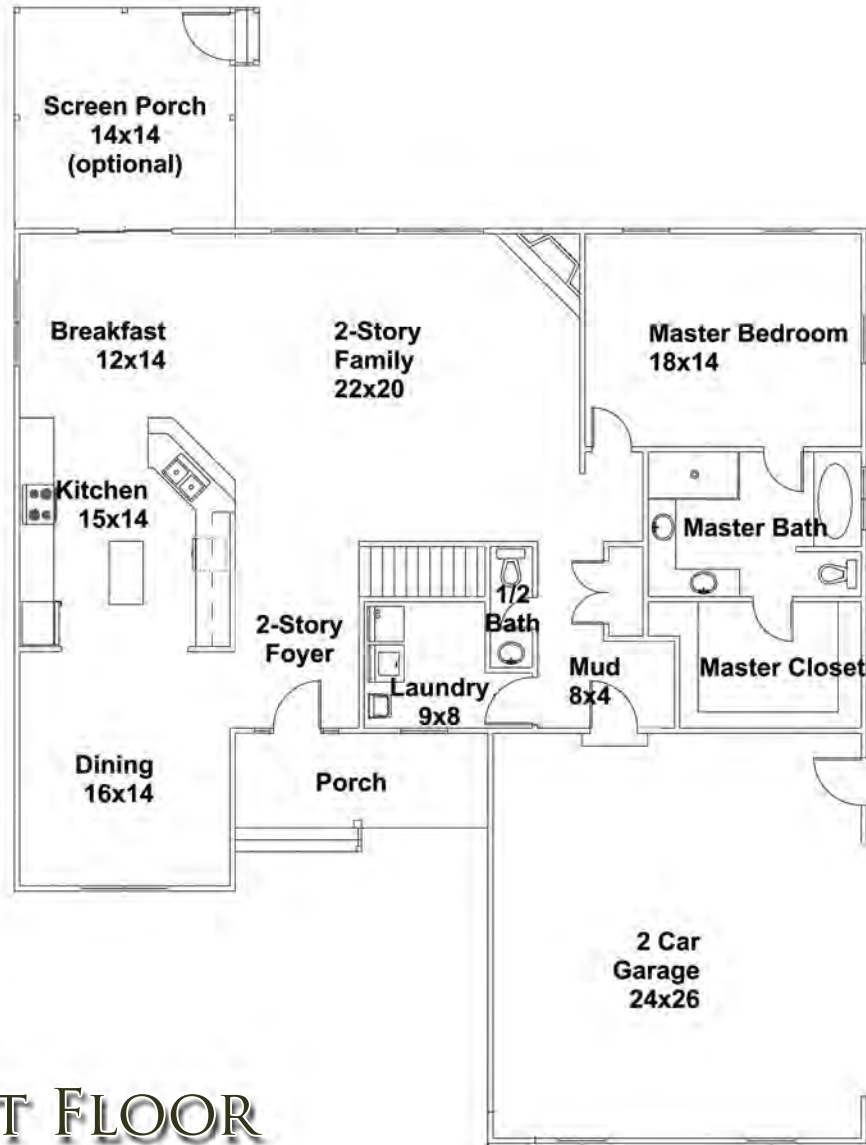 Screen Porch
14x14
(optional)
Breakfast
12x14
2-Story
Family
22x20
Master Bedroom
18x14
Kitchen
15x14
Master Bath
1/2
Bath
2-Story
Foyer
Laundry
9x8
Mud
8x4
Master Closet
Dining
16x14
Porch
2 Car
Garage
24x26
T FLOOR